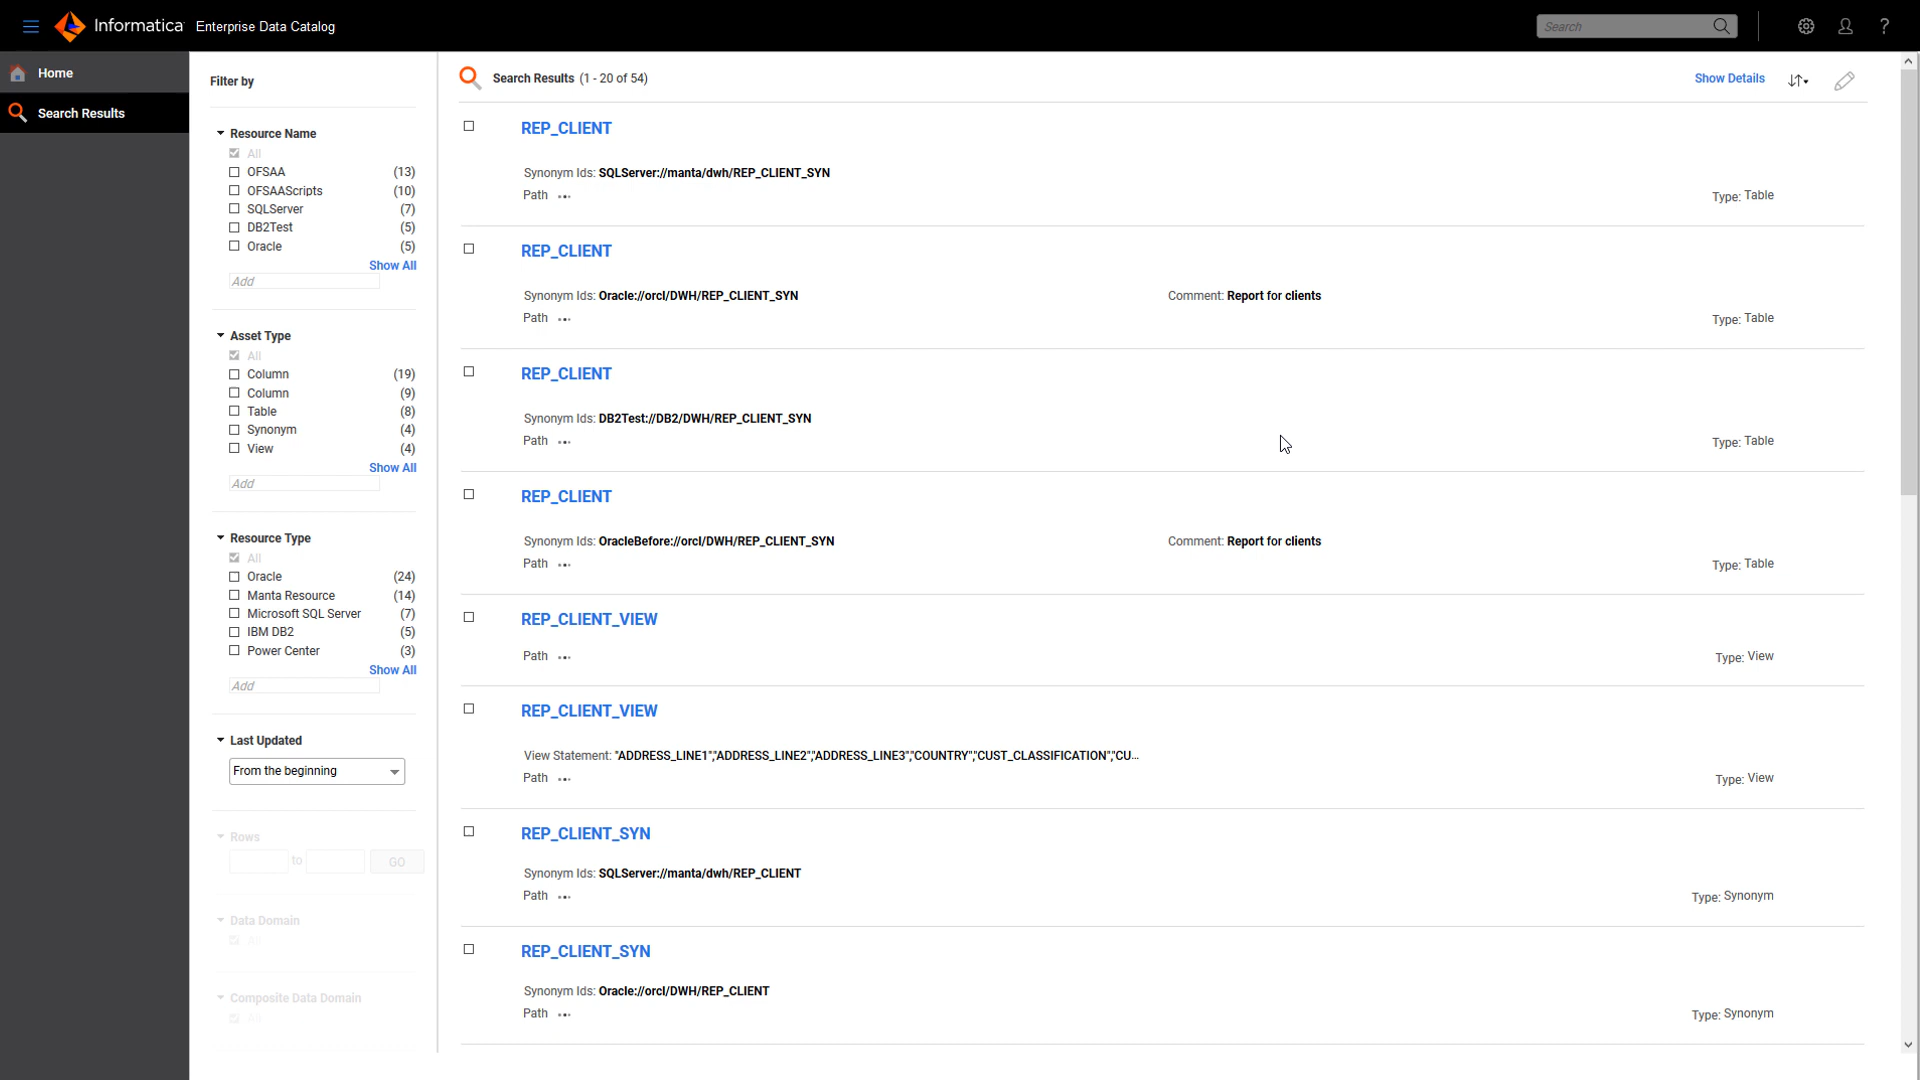 Informatica Enterprise Data Catalog
Search
?
Home
Search Results
Filter by
Resource Name
All
OFSAA (13)
OFSAAScripts (10)
SQLServer (7)
DB2Test (5)
Oracle (5)
Show All
Add
Asset Type
All
Column (19)
Column (9)
Table (8)
Synonym (4)
View (4)
Show All
Add
Resource Type
All
Oracle (24)
Manta Resource (14)
Microsoft SQL Server (7)
IBM DB2 (5)
Power Center (3)
Show All
Add
Last Updated
From the beginning
Rows
to GO
Data Domain
All
Composite Data Domain
All
Search Results (1 - 20 of 54)
Show Details
REP_CLIENT
Synonym Ids: SQLServer://manta/dwh/REP_CLIENT_SYN
Path ...
Type: Table
REP_CLIENT
Synonym Ids: Oracle://orcl/DWH/REP_CLIENT_SYN Comment: Report for clients
Path ...
Type: Table
REP_CLIENT
Synonym Ids: DB2Test://DB2/DWH/REP_CLIENT_SYN
Path ...
Type: Table
REP_CLIENT
Synonym Ids: OracleBefore://orcl/DWH/REP_CLIENT_SYN Comment: Report for clients
Path ...
Type: Table
REP_CLIENT_VIEW
Path ...
Type: View
REP_CLIENT_VIEW
View Statement: "ADDRESS_LINE1","ADDRESS_LINE2","ADDRESS_LINE3","COUNTRY","CUST_CLASSIFICATION","CU...
Path ...
Type: View
REP_CLIENT_SYN
Synonym Ids: SQLServer://manta/dwh/REP_CLIENT
Path ...
Type: Synonym
REP_CLIENT_SYN
Synonym Ids: Oracle://orcl/DWH/REP_CLIENT
Path ...
Type: Synonym